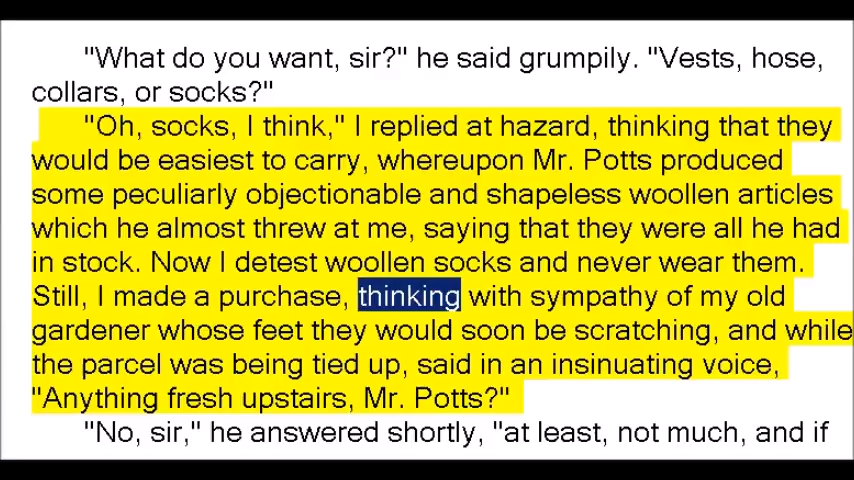 "What do you want, sir?" he said grumpily. "Vests, hose,
collars, or socks?"
"Oh, socks, I think," I replied at hazard, thinking that they
would be easiest to carry, whereupon Mr. Potts produced
some peculiarly objectionable and shapeless woollen articles
which he almost threw at me, saying that they were all he had
in stock. Now I detest woollen socks and never wear them.
Still, I made a purchase, thinking with sympathy of my old
gardener whose feet they would soon be scratching, and while
the parcel was being tied up, said in an insinuating voice,
"Anything fresh upstairs, Mr. Potts?"
"No, sir," he answered shortly, "at least, not much, and if